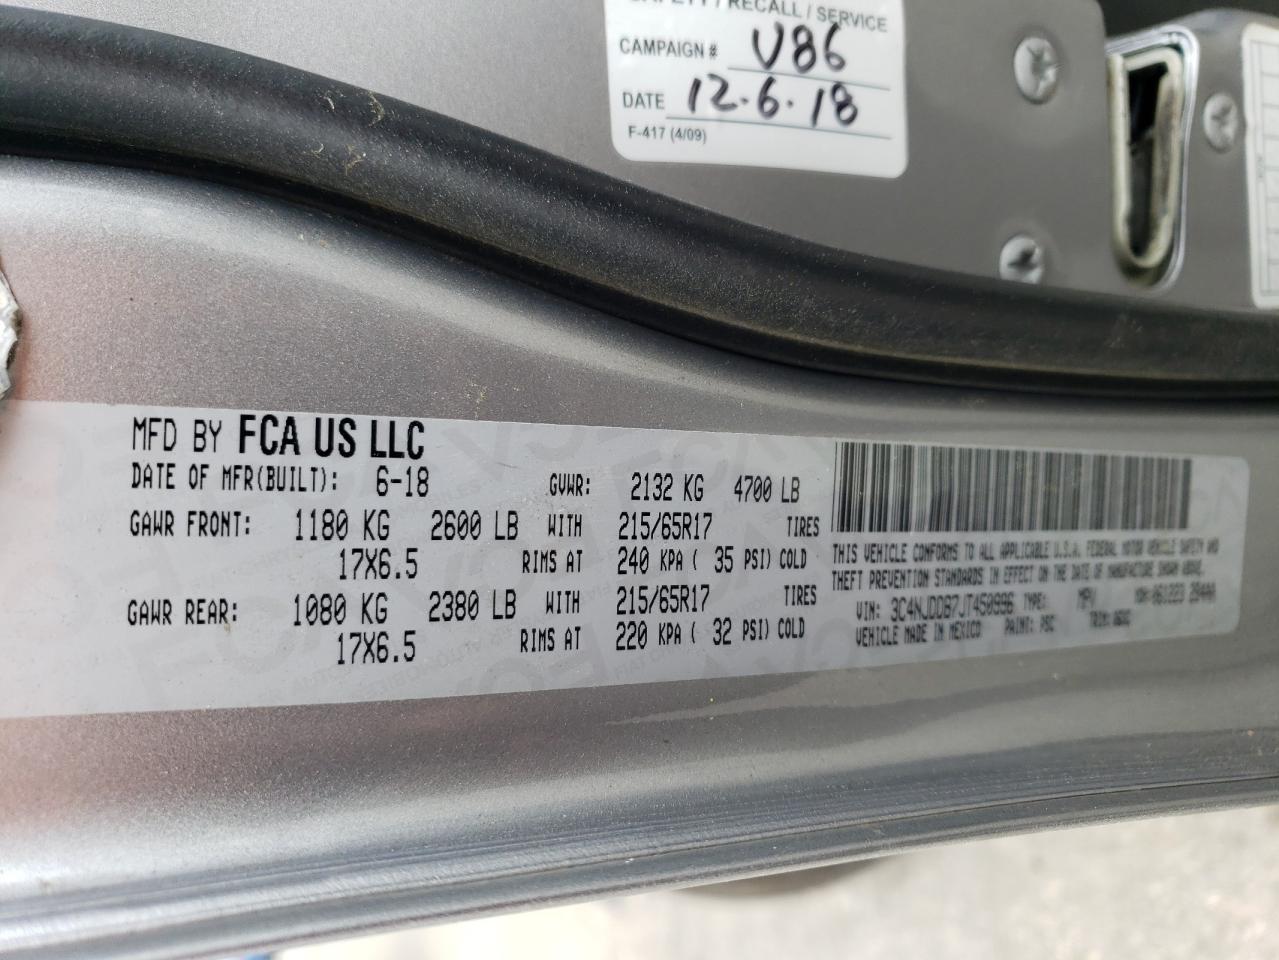 SAFETY / RECALL / SERVICE
CAMPAIGN # V86
DATE 12.6.18
F-417 (4/09)
MFD BY FCA US LLC
DATE OF MFR(BUILT): 6-18 GVWR: 2132 KG 4700 LB
GAWR FRONT: 1180 KG 2600 LB WITH 215/65R17 TIRES
17X6.5 RIMS AT 240 KPA ( 35 PSI) COLD
GAWR REAR: 1080 KG 2380 LB WITH 215/65R17 TIRES
17X6.5 RIMS AT 220 KPA ( 32 PSI) COLD
THIS VEHICLE CONFORMS TO ALL APPLICABLE U.S.A. FEDERAL MOTOR VEHICLE SAFETY AND
THEFT PREVENTION STANDARDS IN EFFECT ON THE DATE OF MANUFACTURE SHOWN ABOVE.
VIN: 3C4NJDDB7JT450996 TYPE: MPV MDH:
VEHICLE MADE IN MEXICO PAINT: PSC TRIM: